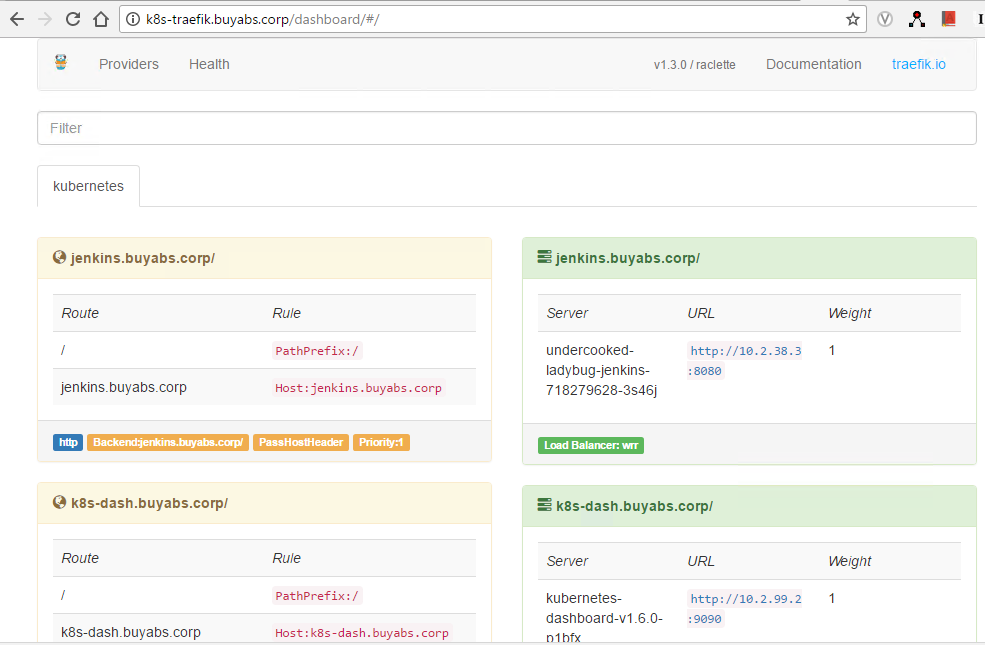 k8s-traefik.buyabs.corp/dashboard/#/
Providers Health v1.3.0 / raclette Documentation traefik.io
Filter
kubernetes
jenkins.buyabs.corp/
Route Rule
/ PathPrefix:/
jenkins.buyabs.corp Host:jenkins.buyabs.corp
http Backend:jenkins.buyabs.corp/ PassHostHeader Priority:1
jenkins.buyabs.corp/
Server URL Weight
undercooked- http://10.2.38.3 1
ladybug-jenkins- :8080
718279628-3s46j
Load Balancer: wrr
k8s-dash.buyabs.corp/
Route Rule
/ PathPrefix:/
k8s-dash.buyabs.corp Host:k8s-dash.buyabs.corp
k8s-dash.buyabs.corp/
Server URL Weight
kubernetes- http://10.2.99.2 1
dashboard-v1.6.0- :9090
p1bfx